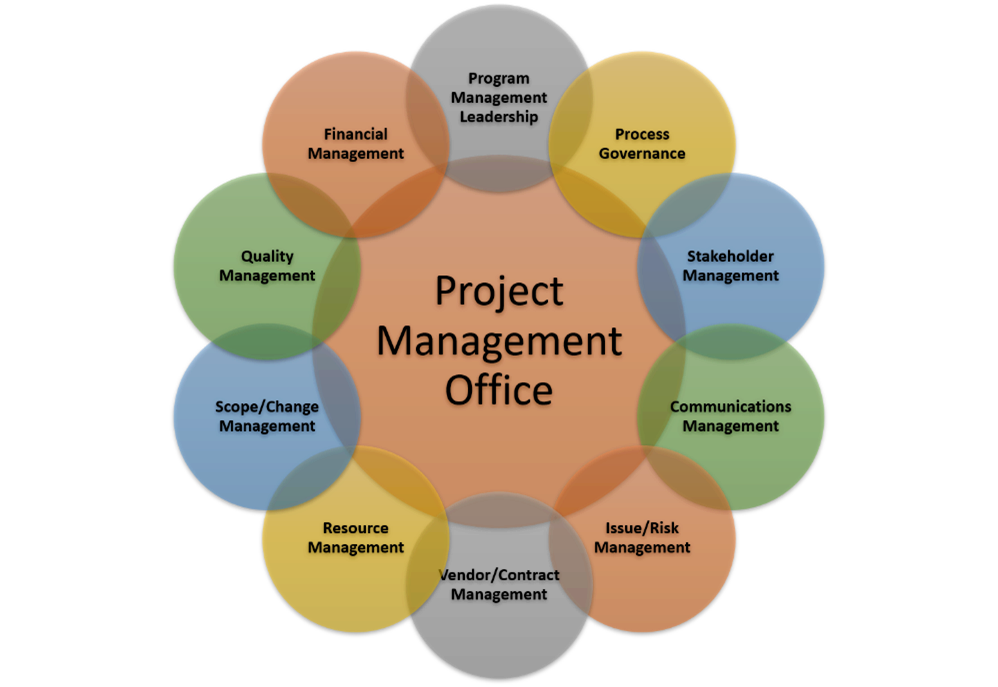 Program
Management
Leadership
Process
Governance
Stakeholder
Management
Communications
Management
Issue/Risk
Management
Vendor/Contract
Management
Resource
Management
Scope/Change
Management
Quality
Management
Financial
Management
Project
Management
Office